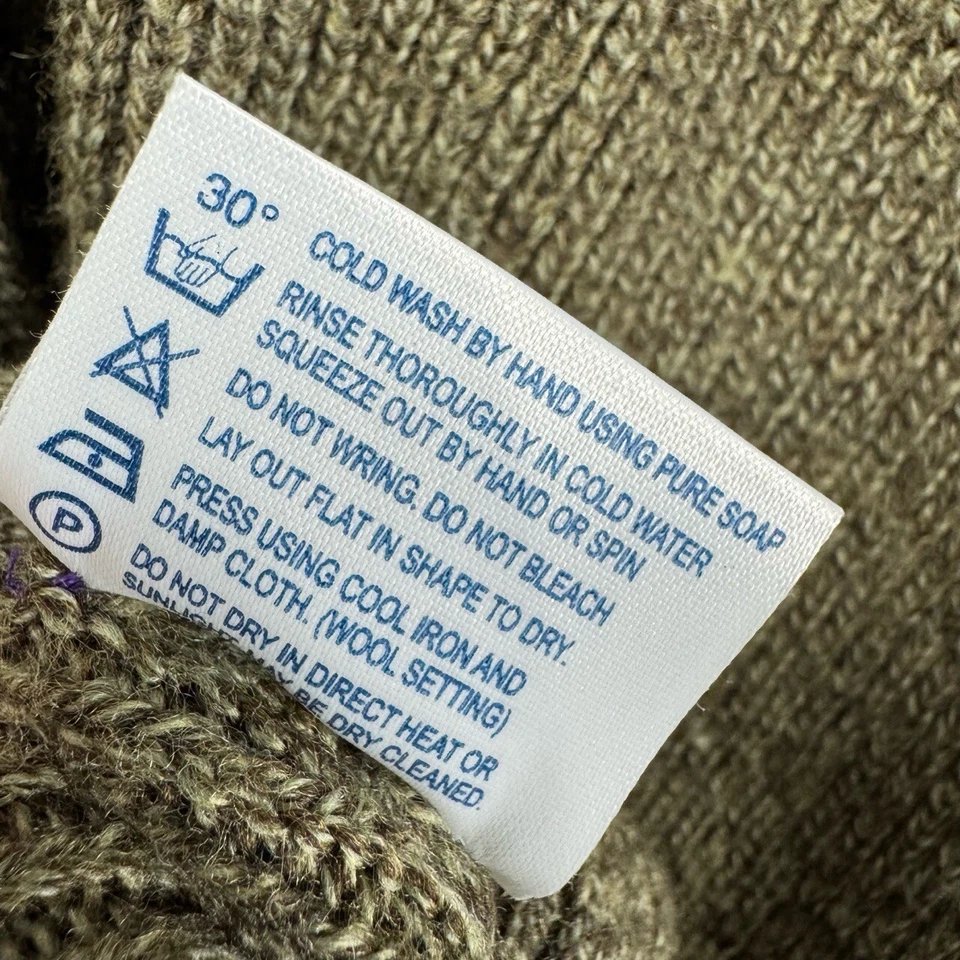 30°
COLD WASH BY HAND USING PURE SOAP
RINSE THOROUGHLY IN COLD WATER
SQUEEZE OUT BY HAND OR SPIN
DO NOT WRING. DO NOT BLEACH
LAY OUT FLAT IN SHAPE TO DRY.
PRESS USING COOL IRON AND
DAMP CLOTH. (WOOL SETTING)
DO NOT DRY IN DIRECT HEAT OR
SUNLIGHT. MAY BE DRY CLEANED.
P